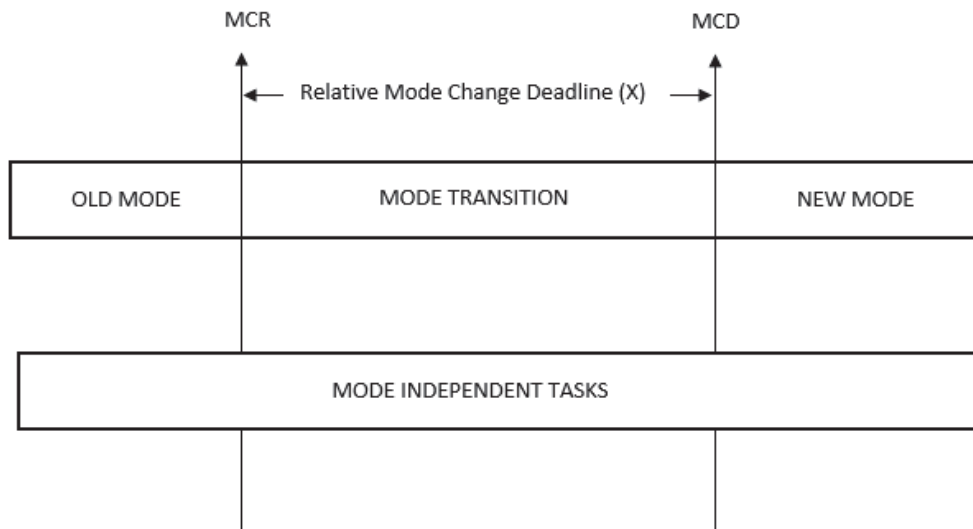 MCR
MCD
Relative Mode Change Deadline (X)
OLD MODE
MODE TRANSITION
NEW MODE
MODE INDEPENDENT TASKS